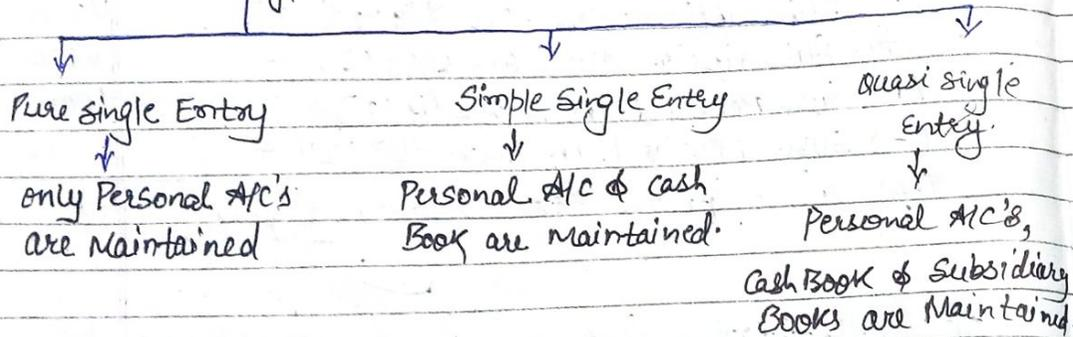 Pure Single Entry
only Personal A/C's
are Maintained
Simple Single Entry
Personal A/C & cash
Book are Maintained.
Quasi Single
Entry.
Personal A/C's,
Cash Book & Subsidiary
Books are Maintained